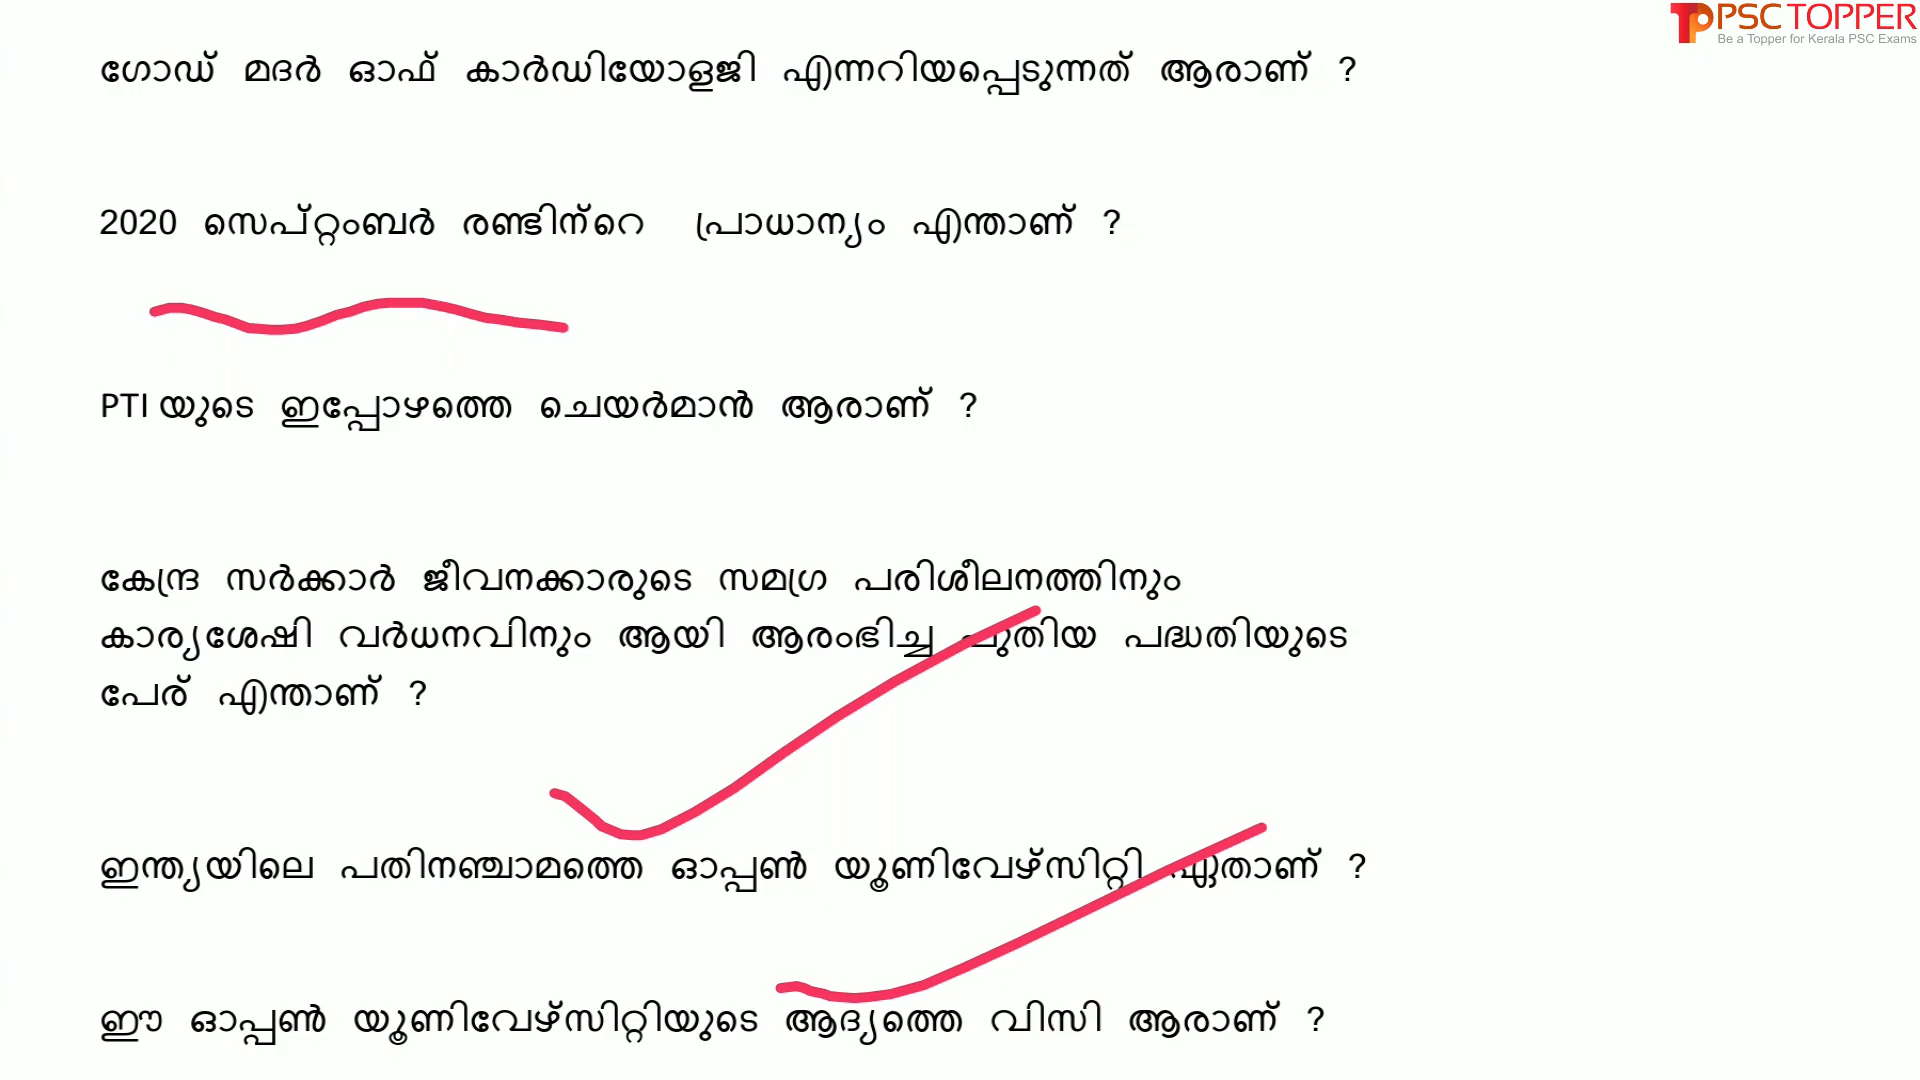 PSC TOPPER
Be a Topper for Kerala PSC Exams
ഗോഡ് മദർ ഓഫ് കാർഡിയോളജി എന്നറിയപ്പെടുന്നത് ആരാണ് ?
2020 സെപ്റ്റംബർ രണ്ടിന്റെ പ്രാധാന്യം എന്താണ് ?
PTI യുടെ ഇപ്പോഴത്തെ ചെയർമാൻ ആരാണ് ?
കേന്ദ്ര സർക്കാർ ജീവനക്കാരുടെ സമഗ്ര പരിശീലനത്തിനും
കാര്യശേഷി വർധനവിനും ആയി ആരംഭിച്ച പുതിയ പദ്ധതിയുടെ
പേര് എന്താണ് ?
ഇന്ത്യയിലെ പതിനഞ്ചാമത്തെ ഓപ്പൺ യൂണിവേഴ്സിറ്റി ഏതാണ് ?
ഈ ഓപ്പൺ യൂണിവേഴ്സിറ്റിയുടെ ആദ്യത്തെ വിസി ആരാണ് ?